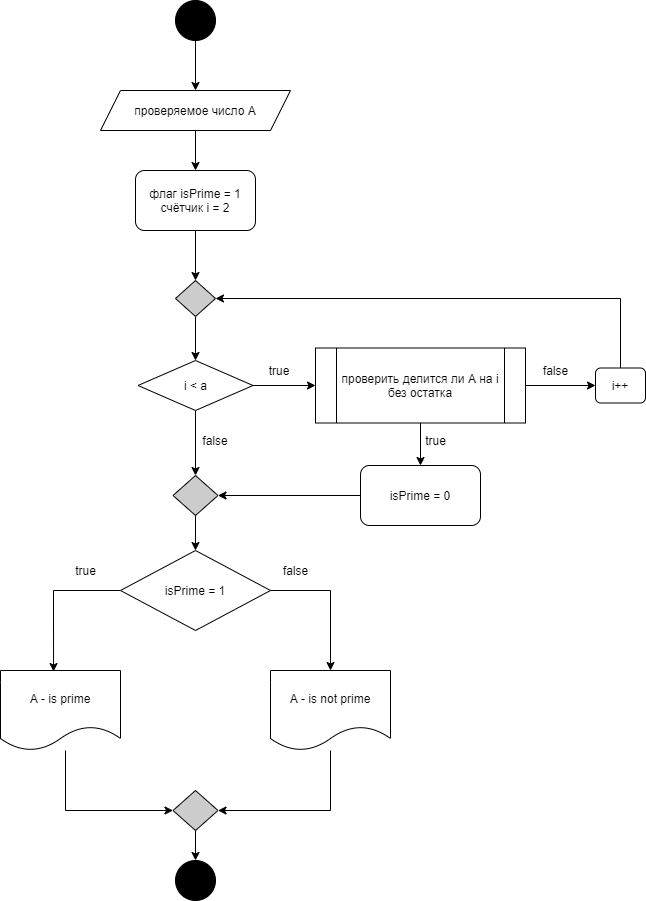 проверяемое число А
флаг isPrime = 1
счётчик i = 2
i < a
true
проверить делится ли А на i
без остатка
false
i++
false
true
isPrime = 0
true
isPrime = 1
false
A - is prime
A - is not prime